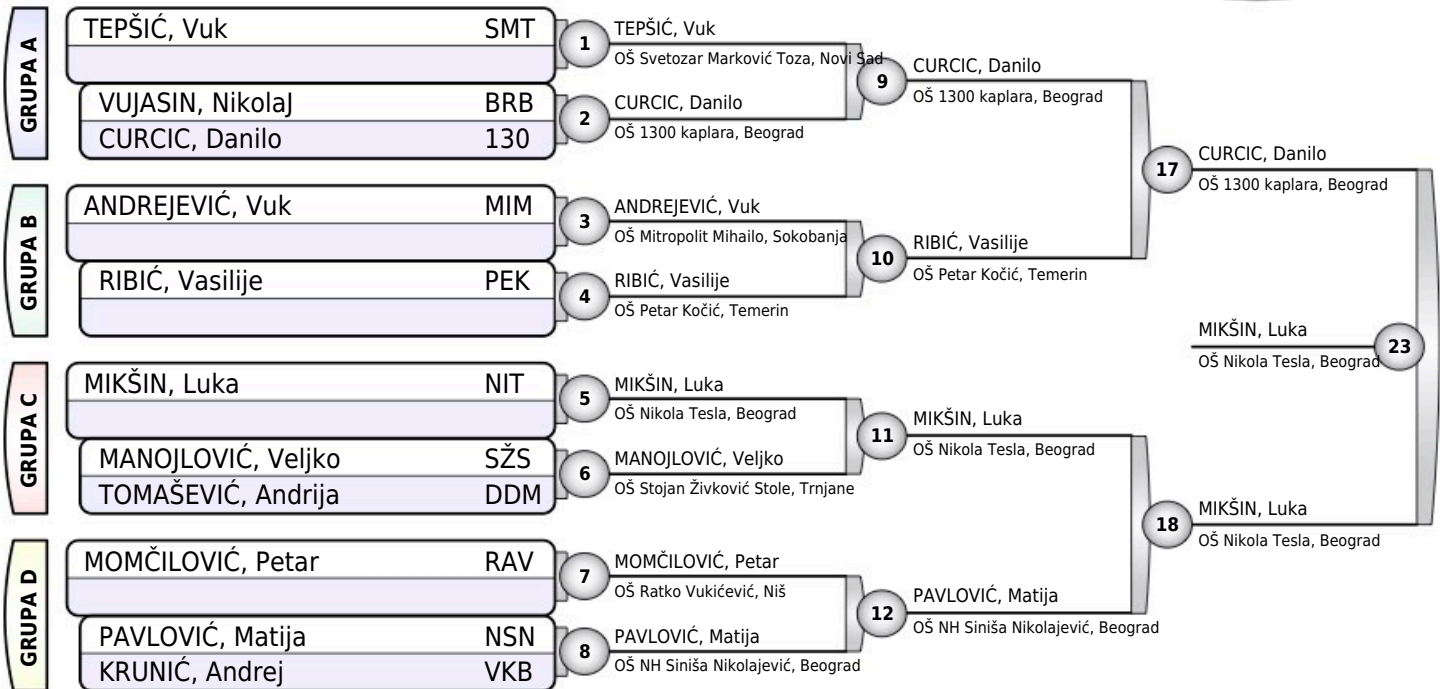 GRUPA A
TEPŠIĆ, Vuk SMT
VUJASIN, NikolaJ BRB
CURCIC, Danilo 130
GRUPA B
ANDREJEVIĆ, Vuk MIM
RIBIĆ, Vasilije PEK
GRUPA C
MIKŠIN, Luka NIT
MANOJLOVIĆ, Veljko SŽS
TOMAŠEVIĆ, Andrija DDM
GRUPA D
MOMČILOVIĆ, Petar RAV
PAVLOVIĆ, Matija NSN
KRUNIĆ, Andrej VKB
1
TEPŠIĆ, Vuk
OŠ Svetozar Marković Toza, Novi Sad
2
CURCIC, Danilo
OŠ 1300 kaplara, Beograd
3
ANDREJEVIĆ, Vuk
OŠ Mitropolit Mihailo, Sokobanja
4
RIBIĆ, Vasilije
OŠ Petar Kočić, Temerin
5
MIKŠIN, Luka
OŠ Nikola Tesla, Beograd
6
MANOJLOVIĆ, Veljko
OŠ Stojan Živković Stole, Trnjane
7
MOMČILOVIĆ, Petar
OŠ Ratko Vukićević, Niš
8
PAVLOVIĆ, Matija
OŠ NH Siniša Nikolajević, Beograd
9
CURCIC, Danilo
OŠ 1300 kaplara, Beograd
10
RIBIĆ, Vasilije
OŠ Petar Kočić, Temerin
11
MIKŠIN, Luka
OŠ Nikola Tesla, Beograd
12
PAVLOVIĆ, Matija
OŠ NH Siniša Nikolajević, Beograd
17
CURCIC, Danilo
OŠ 1300 kaplara, Beograd
18
MIKŠIN, Luka
OŠ Nikola Tesla, Beograd
MIKŠIN, Luka
OŠ Nikola Tesla, Beograd
23